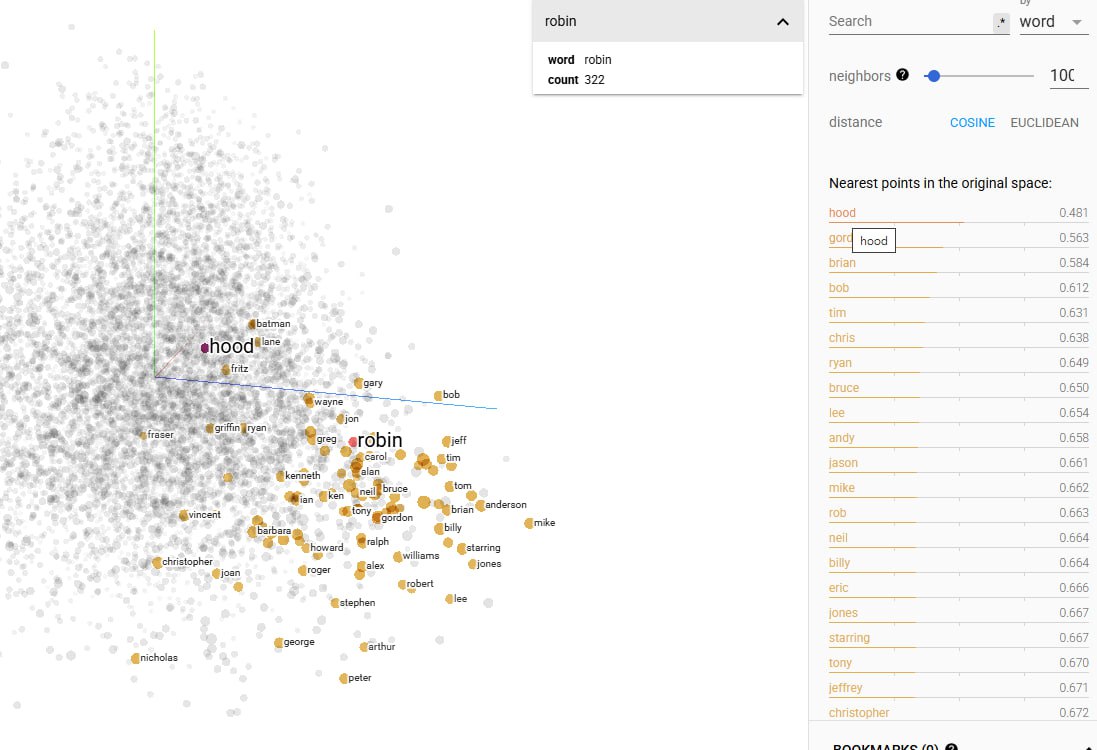 robin
word robin
count 322
by
Search
.*
word
neighbors
100
distance
COSINE
EUCLIDEAN
Nearest points in the original space:
hood 0.481
gord 0.563
hood
brian 0.584
bob 0.612
tim 0.631
chris 0.638
ryan 0.649
bruce 0.650
lee 0.654
andy 0.658
jason 0.661
mike 0.662
rob 0.663
neil 0.664
billy 0.664
eric 0.666
jones 0.667
starring 0.667
tony 0.670
jeffrey 0.671
christopher 0.672
BOOKMARKS (0)
batman
lane
hood
fritz
gary
bob
wayne
jon
griffin
ryan
fraser
greg
robin
jeff
carol
tim
alan
kenneth
neil
bruce
tom
ian
ken
anderson
tony
brian
vincent
gordon
mike
barbara
billy
ralph
howard
starring
williams
christopher
jones
roger
alex
joan
robert
stephen
lee
george
arthur
nicholas
peter